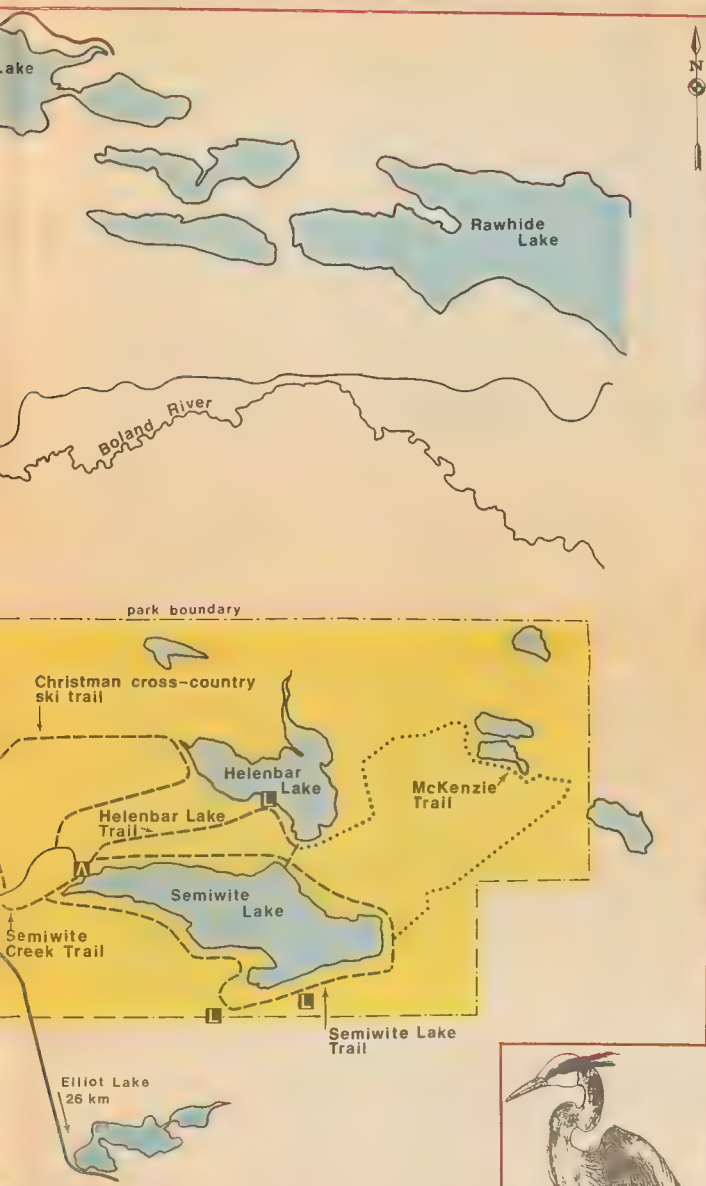 Lake
N
Rawhide
Lake
Boland River
park boundary
Christman cross-country
ski trail
Helenbar
Lake
McKenzie
Trail
L
Helenbar Lake
Trail
Semiwite
Lake
Semiwite
Creek Trail
L
L
Semiwite Lake
Trail
Elliot Lake
26 km